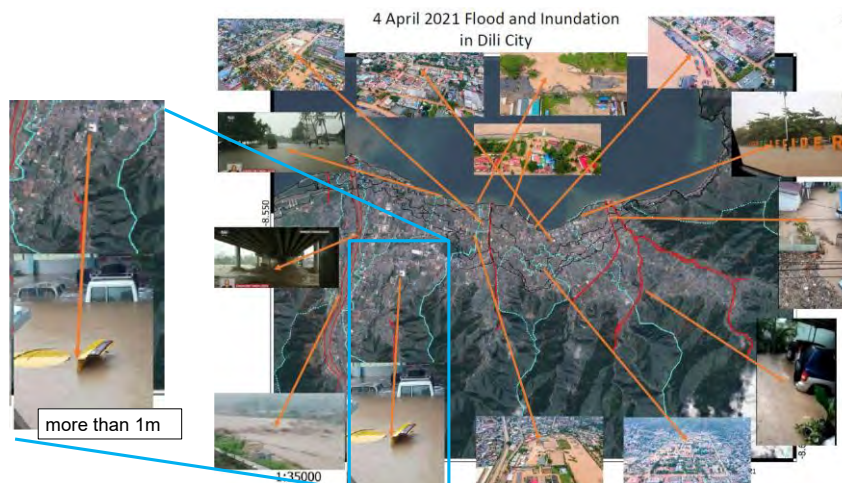 4 April 2021 Flood and Inundation
in Dili City
-8.550
more than 1m
1:35000